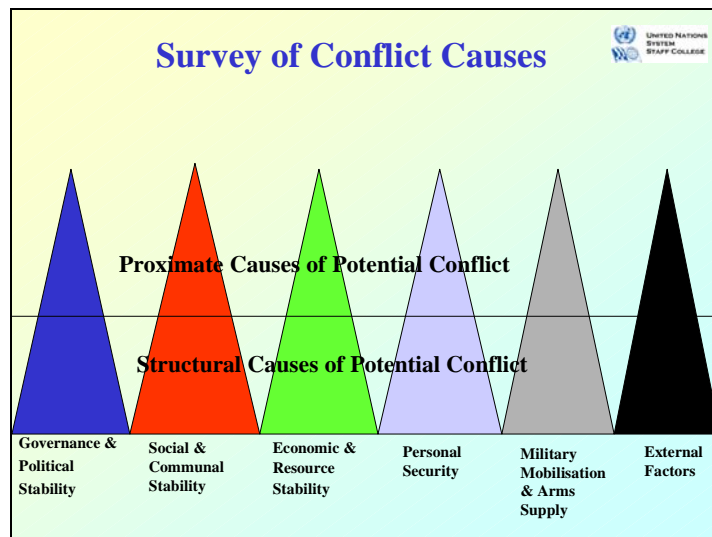 Survey of Conflict Causes
UNITED NATIONS
SYSTEM
STAFF COLLEGE
Proximate Causes of Potential Conflict
Structural Causes of Potential Conflict
Governance &
Political
Stability
Social &
Communal
Stability
Economic &
Resource
Stability
Personal
Security
Military
Mobilisation
& Arms
Supply
External
Factors